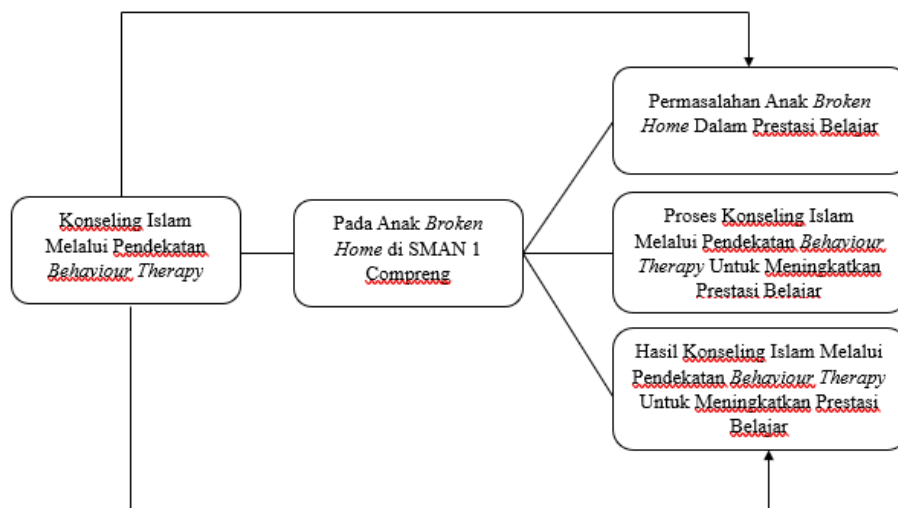 Konseling Islam
Melalui Pendekatan
Behaviour Therapy
Pada Anak Broken
Home di SMAN 1
Compreng
Permasalahan Anak Broken
Home Dalam Prestasi Belajar
Proses Konseling Islam
Melalui Pendekatan Behaviour
Therapy Untuk Meningkatkan
Prestasi Belajar
Hasil Konseling Islam Melalui
Pendekatan Behaviour Therapy
Untuk Meningkatkan Prestasi
Belajar